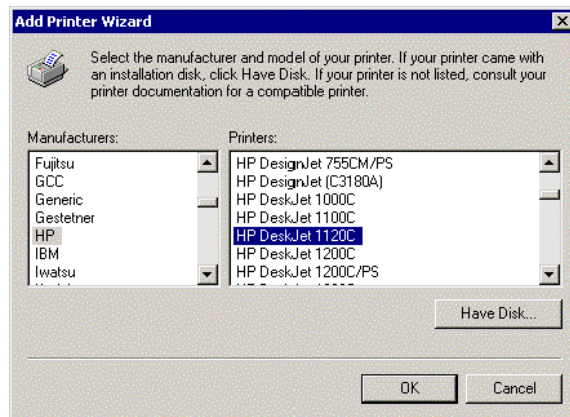 Add Printer Wizard
Select the manufacturer and model of your printer. If your printer came with
an installation disk, click Have Disk. If your printer is not listed, consult your
printer documentation for a compatible printer.
Manufacturers:
Printers:
Fujitsu
GCC
Generic
Gestetner
HP
IBM
Iwatsu
HP DesignJet 755CM/PS
HP DesignJet (C3180A)
HP DeskJet 1000C
HP DeskJet 1100C
HP DeskJet 1120C
HP DeskJet 1200C
HP DeskJet 1200C/PS
Have Disk...
OK
Cancel